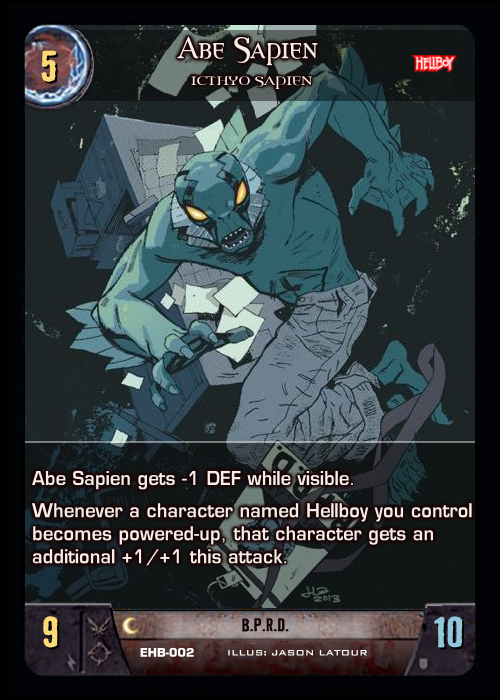 5
Abe Sapien
Icthyo Sapien
HELLBOY
Abe Sapien gets -1 DEF while visible.
Whenever a character named Hellboy you control
becomes powered-up, that character gets an
additional +1/+1 this attack.
2013
9
B.P.R.D.
10
EHB-002
Illus: Jason Latour